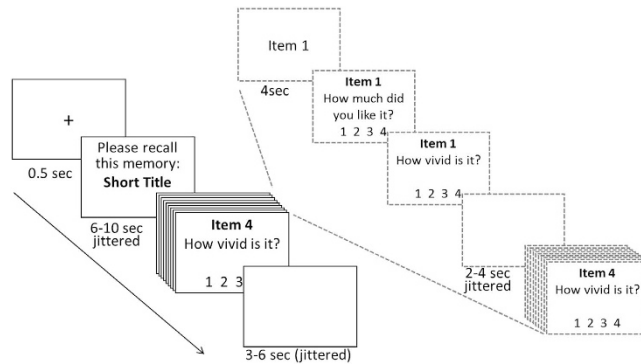 +
0.5 sec
Please recall
this memory:
Short Title
6-10 sec
jittered
Item 4
How vivid is it?
1 2 3
3-6 sec (jittered)
Item 1
4sec
Item 1
How much did
you like it?
1 2 3 4
Item 1
How vivid is it?
1 2 3 4
2-4 sec
jittered
Item 4
How vivid is it?
1 2 3 4